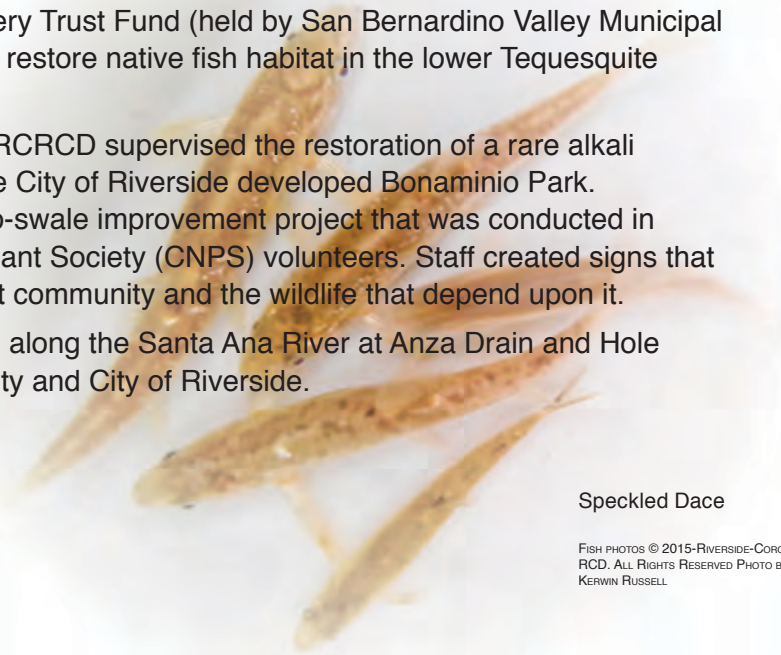 ery Trust Fund (held by San Bernardino Valley Municipal
restore native fish habitat in the lower Tequesquite
RCRCD supervised the restoration of a rare alkali
e City of Riverside developed Bonaminio Park.
o-swale improvement project that was conducted in
ant Society (CNPS) volunteers. Staff created signs that
t community and the wildlife that depend upon it.
along the Santa Ana River at Anza Drain and Hole
ty and City of Riverside.
Speckled Dace
Fish photos © 2015-Riverside-Coro
RCD. All Rights Reserved Photo b
Kerwin Russell